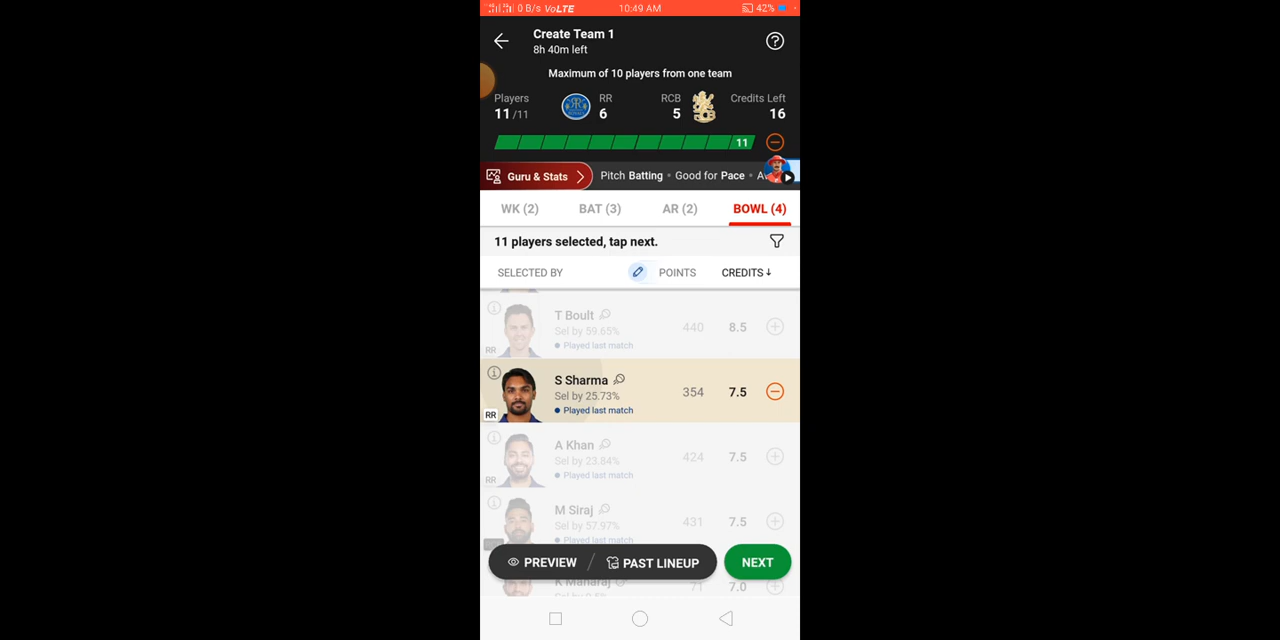 0 B/s VoLTE 10:49 AM 42%
Create Team 1
8h 40m left
Maximum of 10 players from one team
Players RR RCB Credits Left
11/11 6 5 16
11
Guru & Stats Pitch Batting • Good for Pace •
WK (2) BAT (3) AR (2) BOWL (4)
11 players selected, tap next.
SELECTED BY POINTS CREDITS↓
T Boult
Sel by 59.65% 440 8.5
RR • Played last match
S Sharma
Sel by 25.73% 354 7.5
RR • Played last match
A Khan
Sel by 23.84% 424 7.5
RR • Played last match
M Siraj
Sel by 57.97% 431 7.5
• Played last match
PREVIEW / PAST LINEUP NEXT
K Maharaj 71 7.0